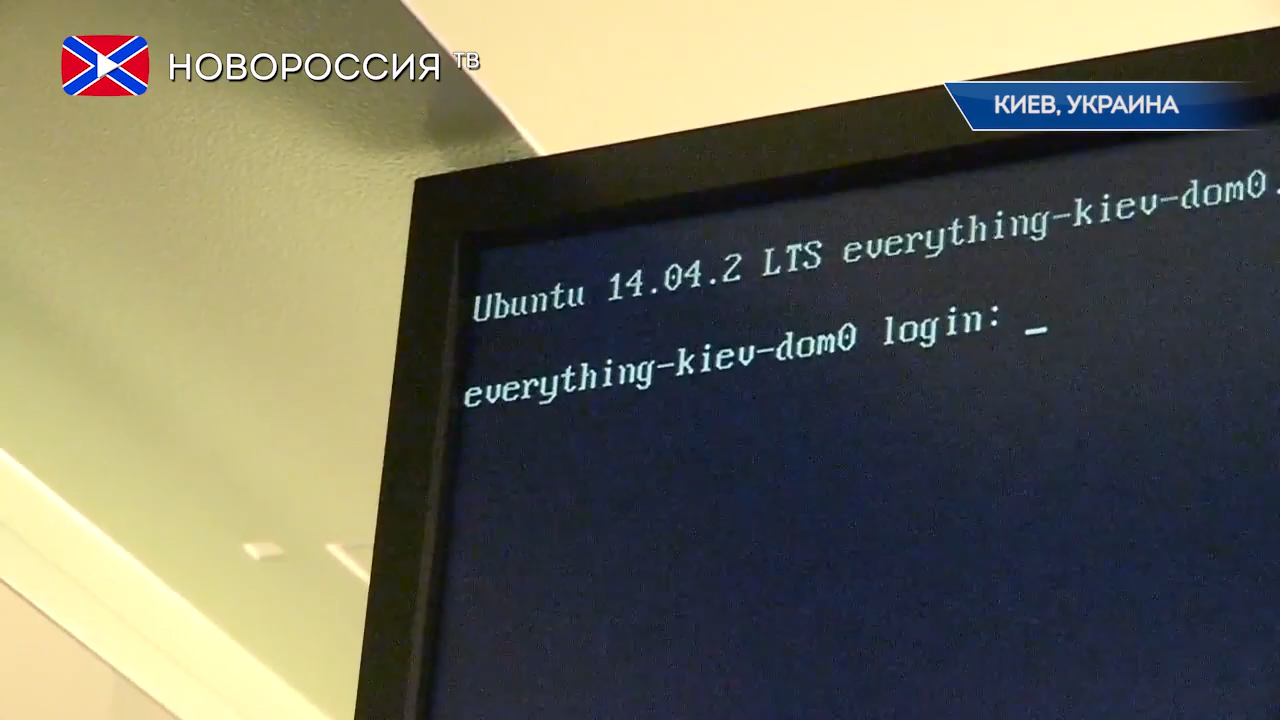 НОВОРОССИЯ ТВ
КИЕВ, УКРАИНА
Ubuntu 14.04.2 LTS everything-kiev-dom0.
everything-kiev-dom0 login: _